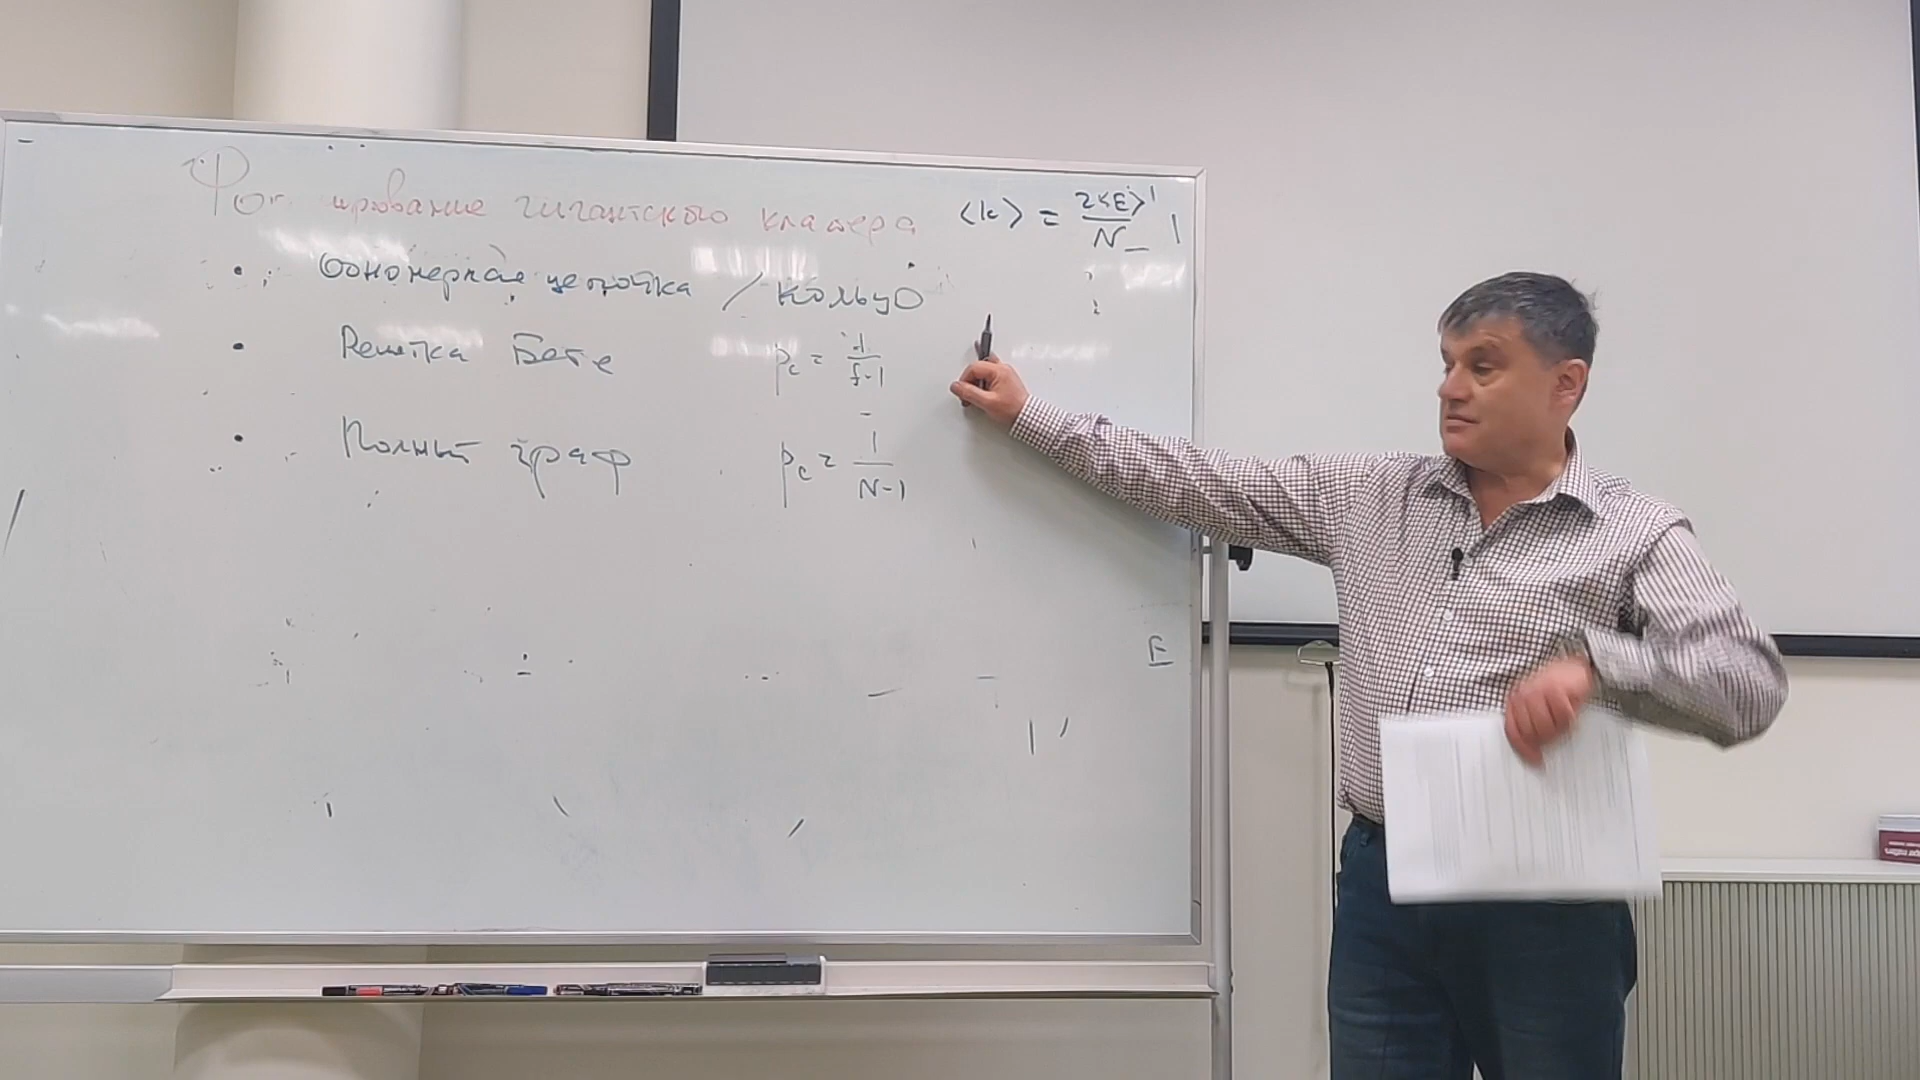 Формирование гигантского кластера <k> = 2<E> / N
• Одномерная цепочка / кольцо
• Решетка Бете p_c = 1 / f-1
• Полный граф p_c = 1 / N-1
E